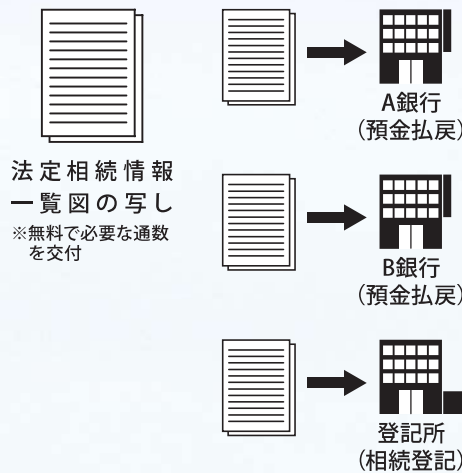 法定相続情報
一覧図の写し
※無料で必要な通数
を交付
A銀行
(預金払戻)
B銀行
(預金払戻)
登記所
(相続登記)